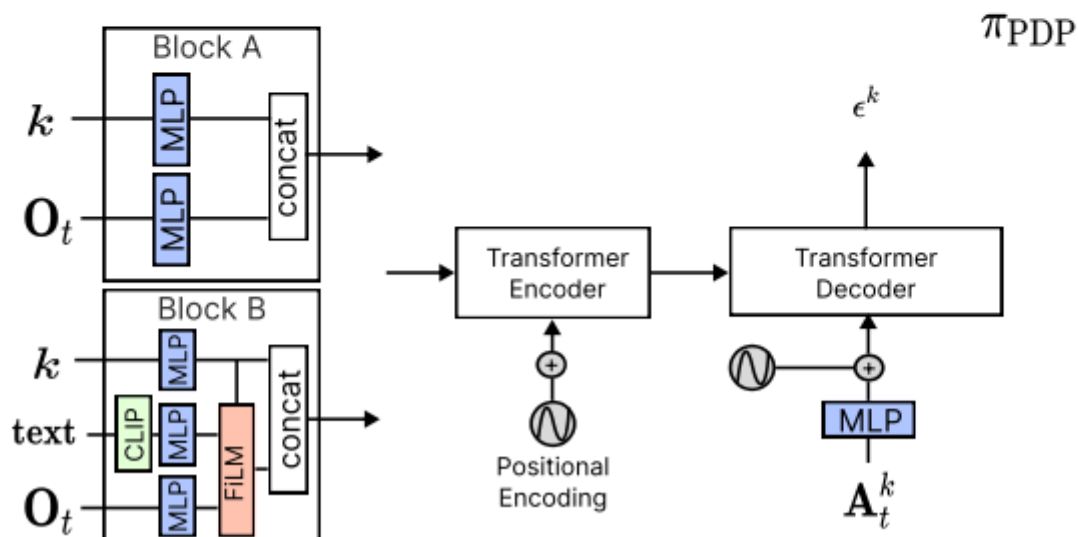 π_PDP
Block A
k
MLP
O_t
MLP
concat
Block B
k
MLP
text
CLIP
MLP
O_t
MLP
FiLM
concat
Transformer
Encoder
+
Positional
Encoding
ϵ^k
Transformer
Decoder
+
MLP
A_t^k